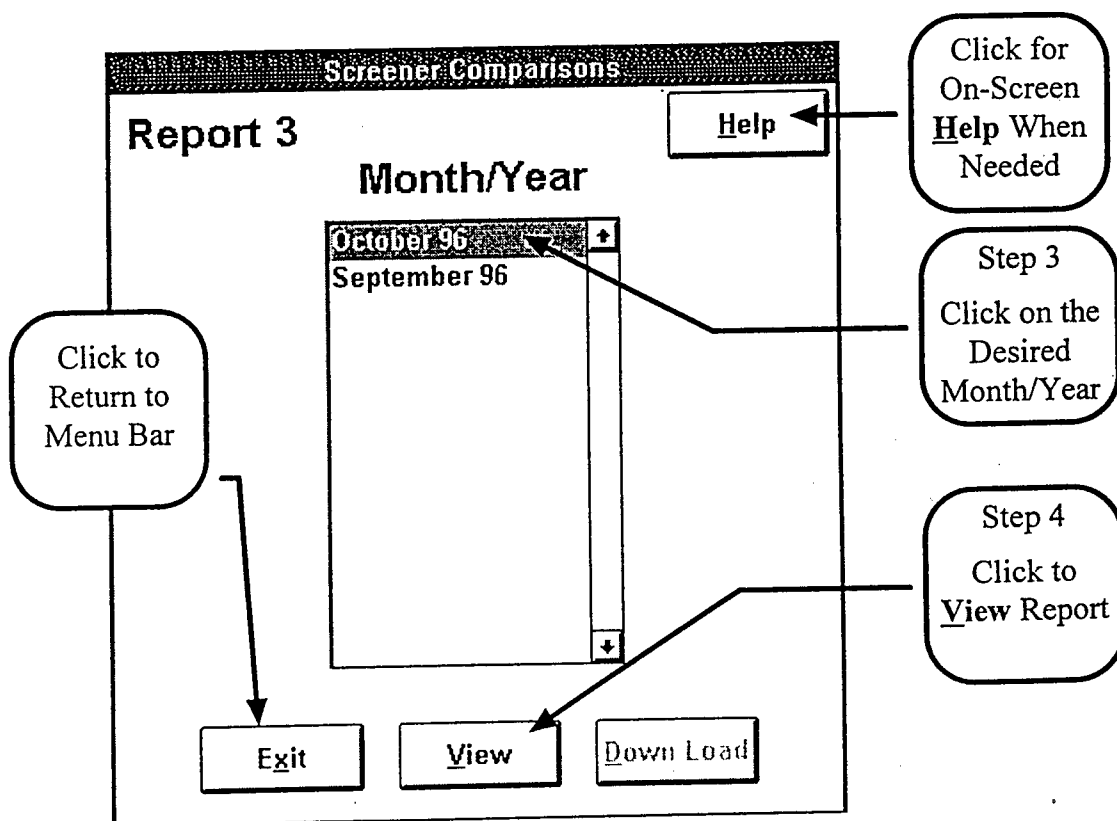 Screener Comparisons
Report 3
Help
Month/Year
October 96
September 96
Exit
View
Down Load
Click to
Return to
Menu Bar
Click for
On-Screen
Help When
Needed
Step 3
Click on the
Desired
Month/Year
Step 4
Click to
View Report